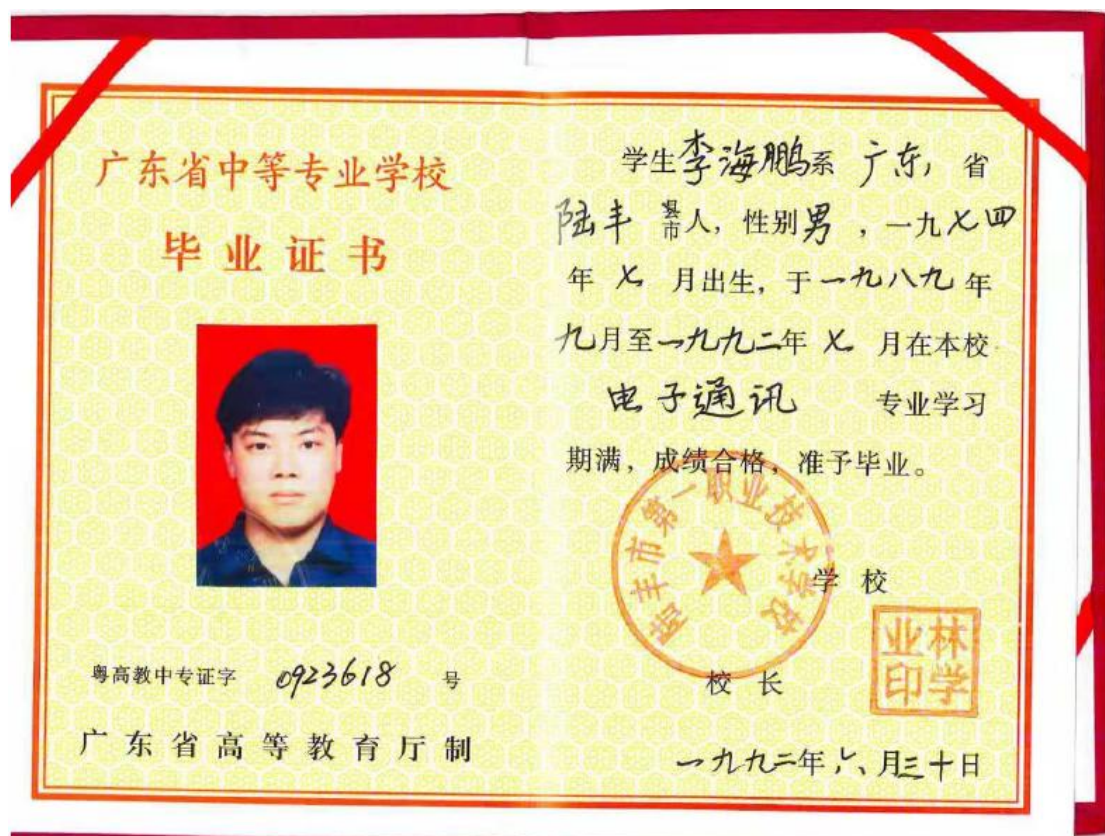 广东省中等专业学校
毕业证书
粤高教中专证字 0923618 号
广东省高等教育厅制
学生李海鹏系 广东 省
陆丰 县市人，性别男，一九七四
年 七 月出生，于一九八九年
九月至一九九二年 七 月在本校
电子通讯 专业学习
期满，成绩合格，准予毕业。
陆丰市第一职业技术学校
学 校
林学业印
校 长
一九九二年六月三十日